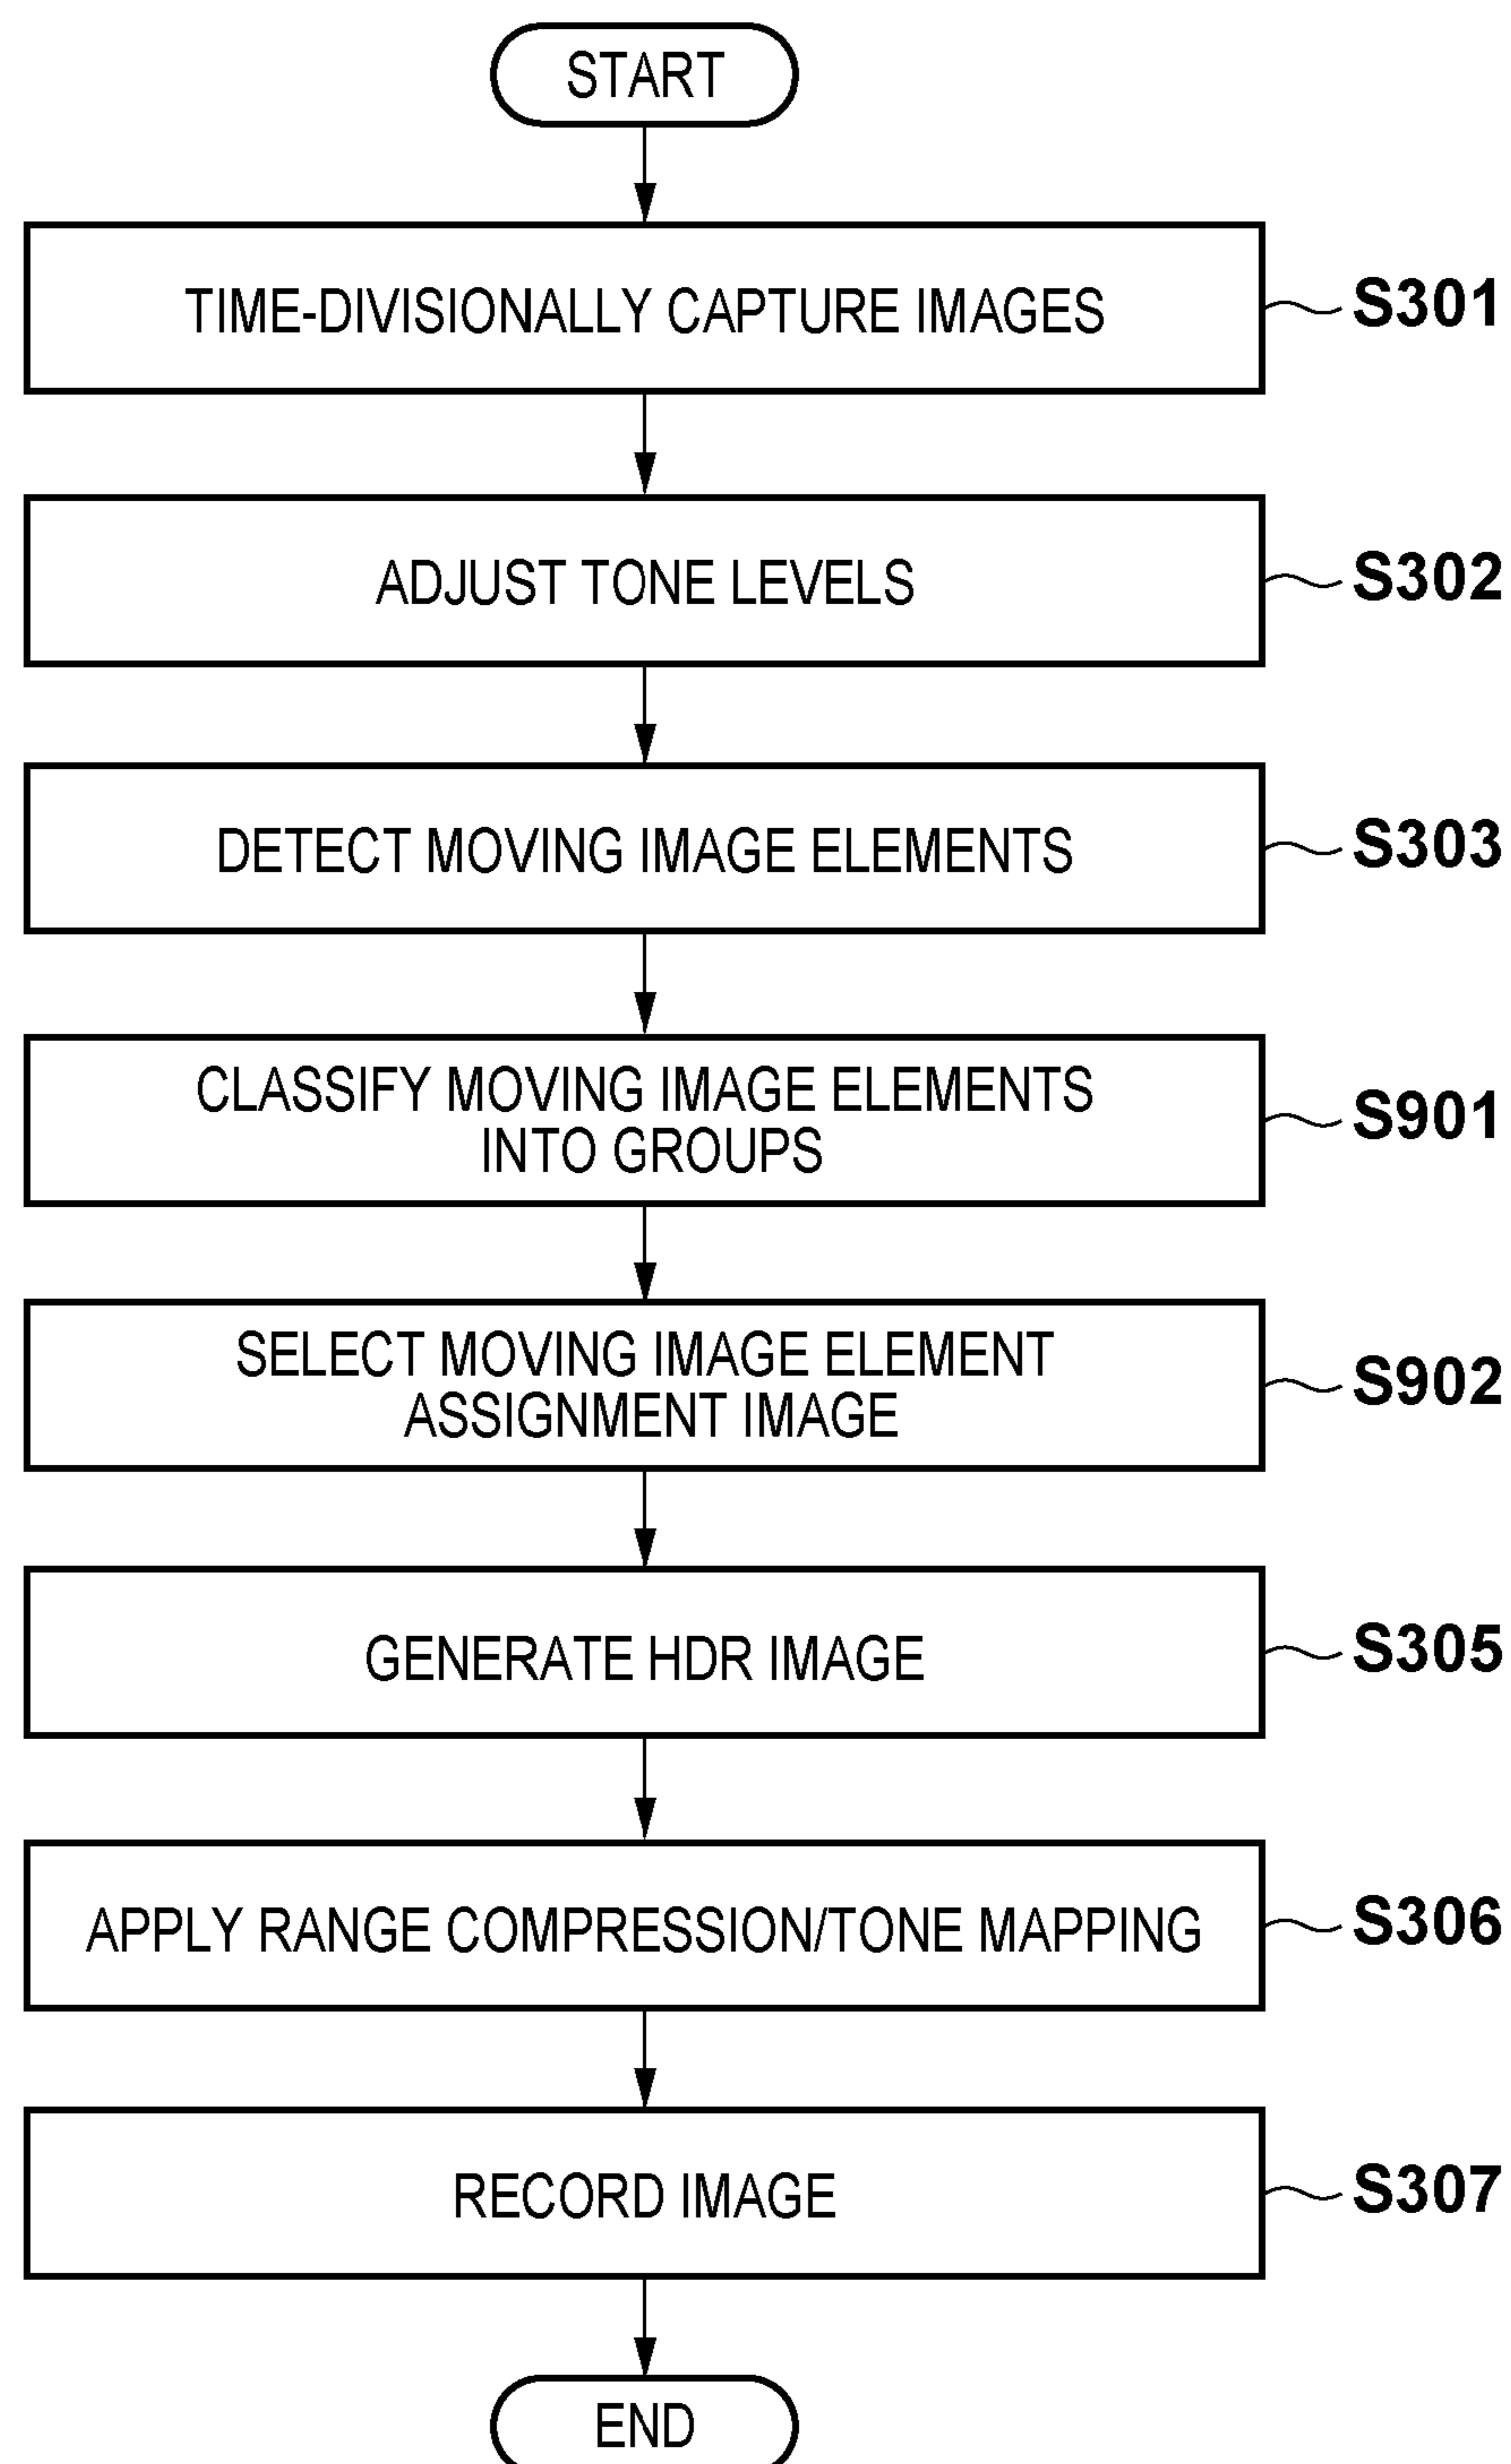 START
TIME-DIVISIONALLY CAPTURE IMAGES
S301
ADJUST TONE LEVELS
S302
DETECT MOVING IMAGE ELEMENTS
S303
CLASSIFY MOVING IMAGE ELEMENTS
INTO GROUPS
S901
SELECT MOVING IMAGE ELEMENT
ASSIGNMENT IMAGE
S902
GENERATE HDR IMAGE
S305
APPLY RANGE COMPRESSION/TONE MAPPING
S306
RECORD IMAGE
S307
END